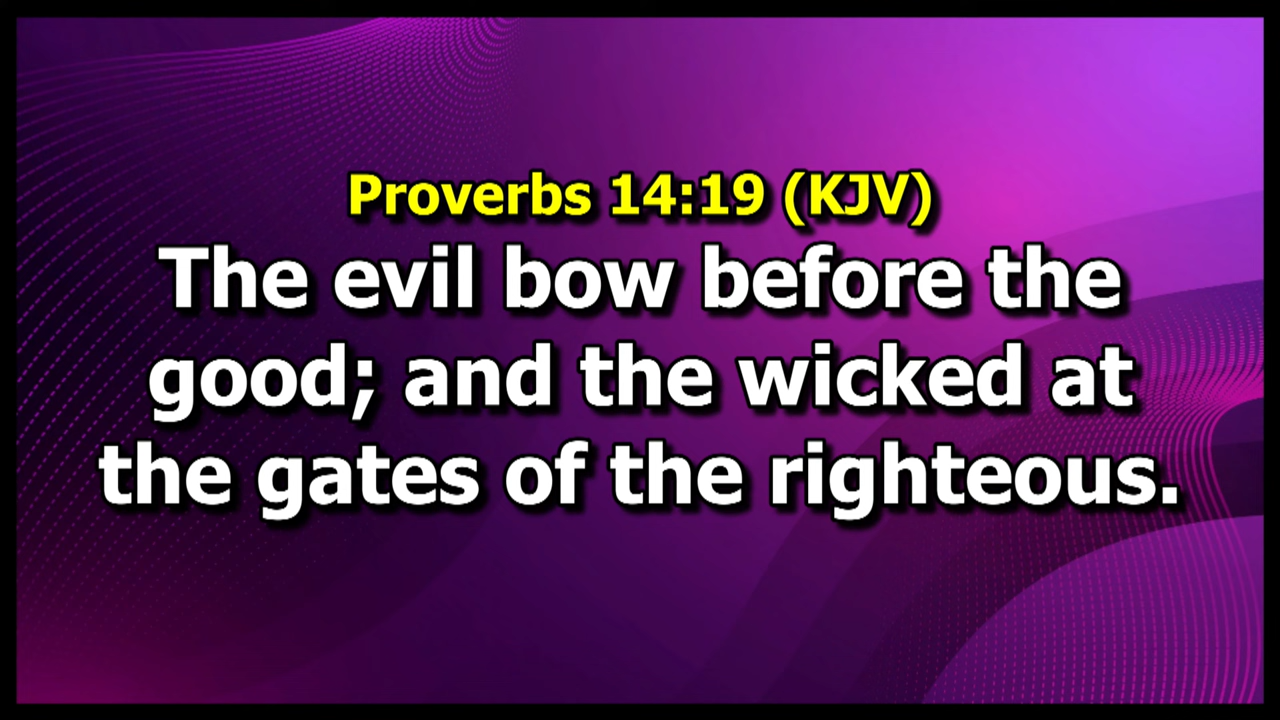 Proverbs 14:19 (KJV)
The evil bow before the
good; and the wicked at
the gates of the righteous.